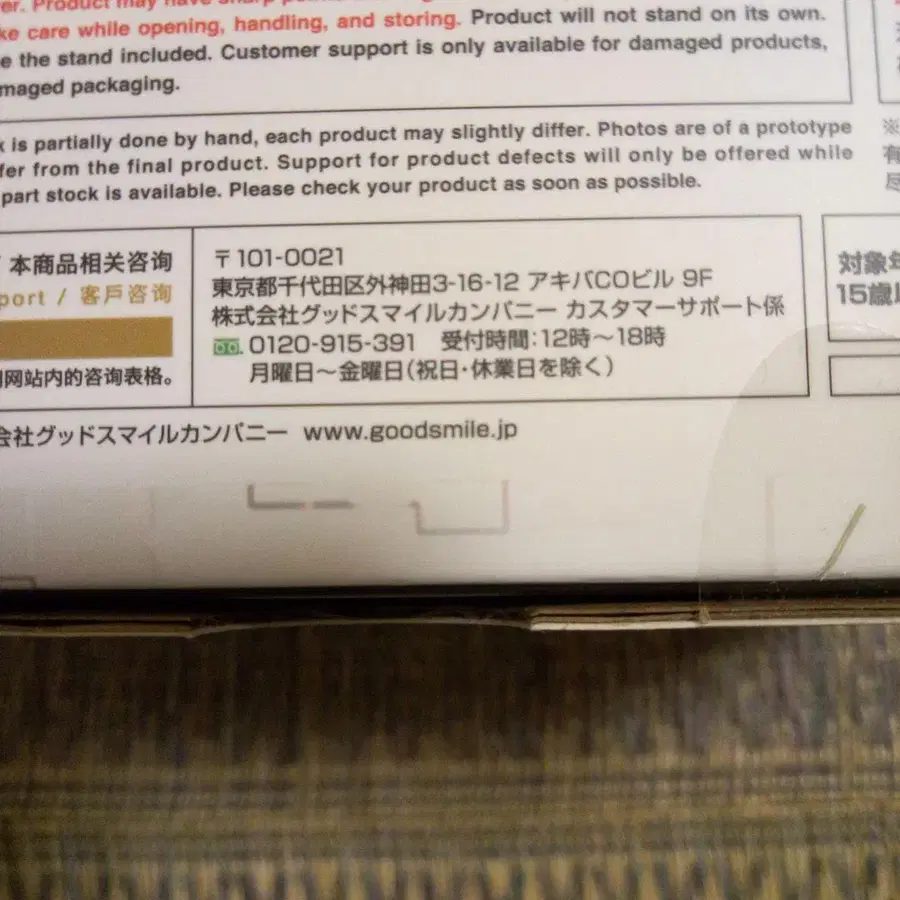 er. Product may have sharp
ke care while opening, handling, and storing. Product will not stand on its own.
e the stand included. Customer support is only available for damaged products,
maged packaging.
k is partially done by hand, each product may slightly differ. Photos are of a prototype
fer from the final product. Support for product defects will only be offered while
part stock is available. Please check your product as soon as possible.
※
有
/ 本商品相关咨询
port / 客戶咨询
网站内的咨询表格。
〒101-0021
東京都千代田区外神田3-16-12 アキバCOビル 9F
株式会社グッドスマイルカンパニー カスタマーサポート係
0120-915-391 受付時間:12時〜18時
月曜日〜金曜日(祝日·休業日を除く)
対象年
15歳以
会社グッドスマイルカンパニー www.goodsmile.jp